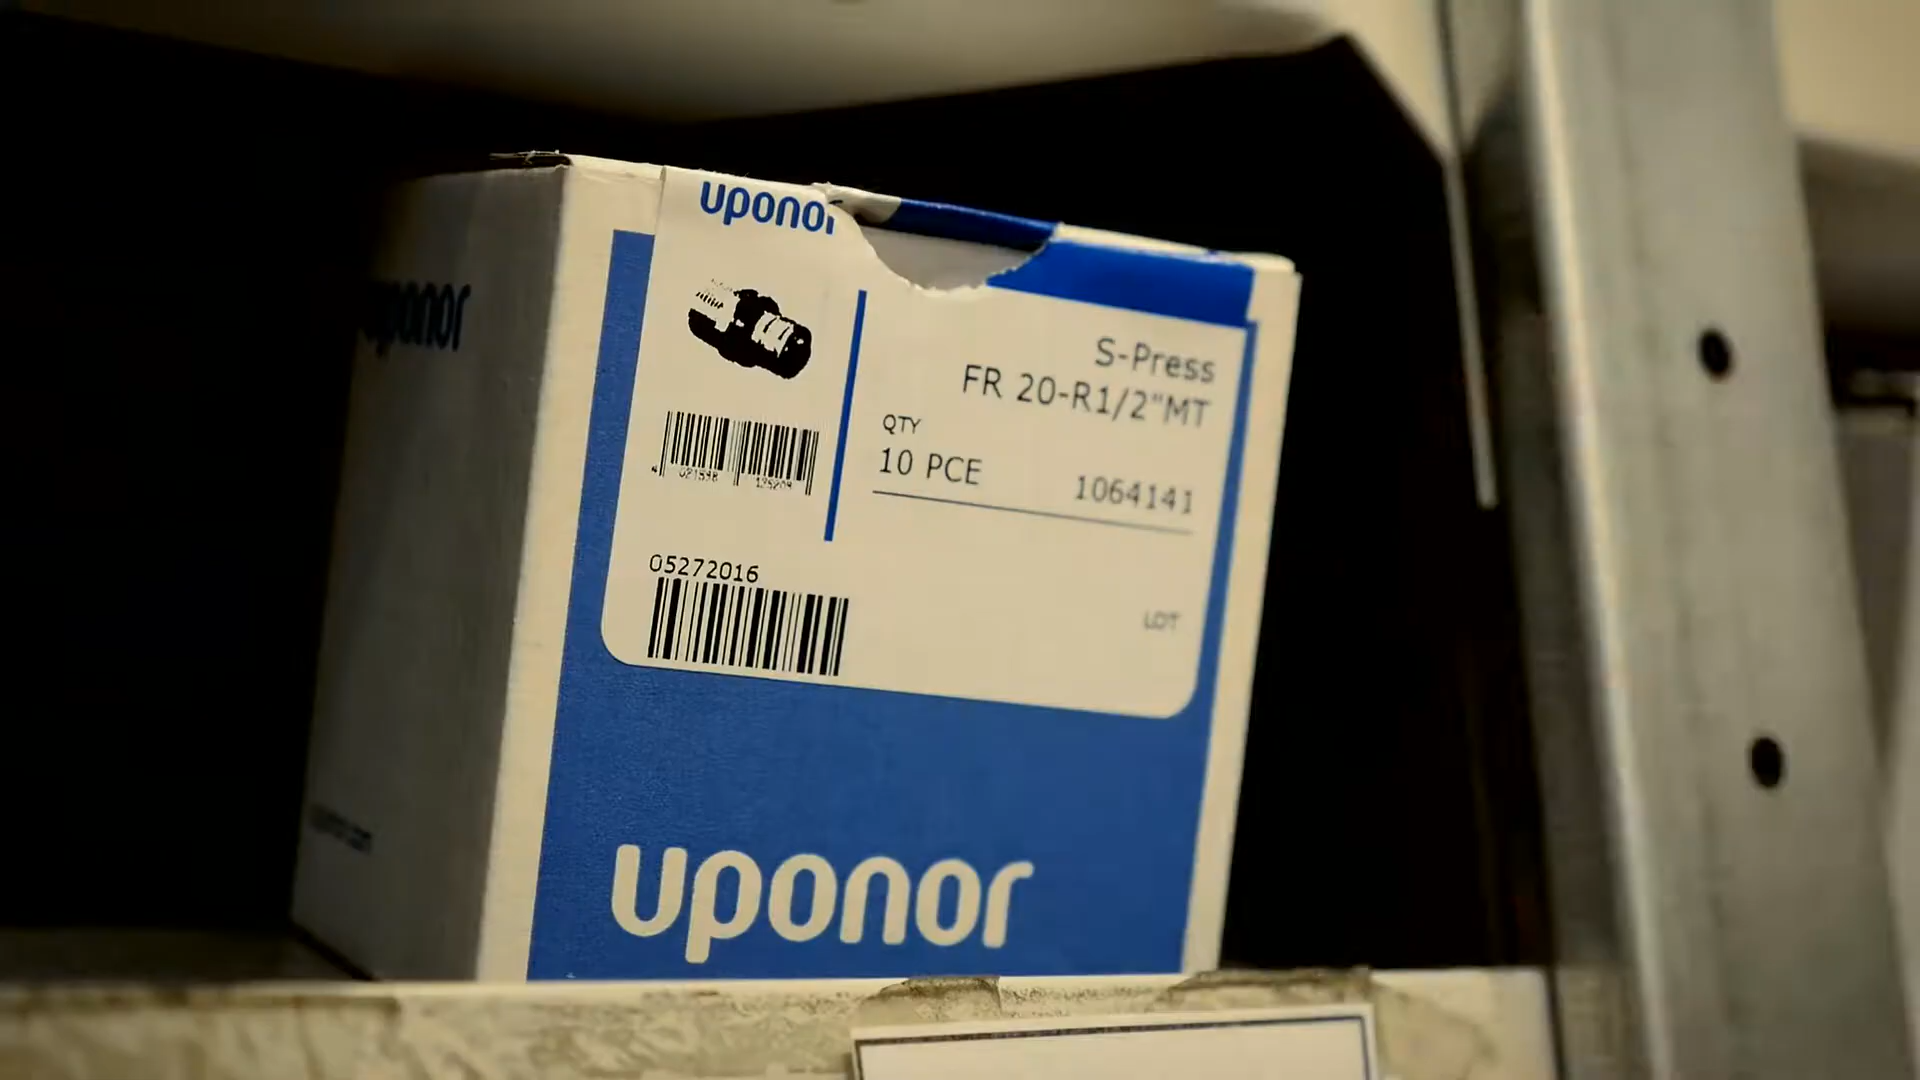 uponor
uponor
S-Press
FR 20-R1/2"MT
QTY
10 PCE
1064141
05272016
LOT
uponor